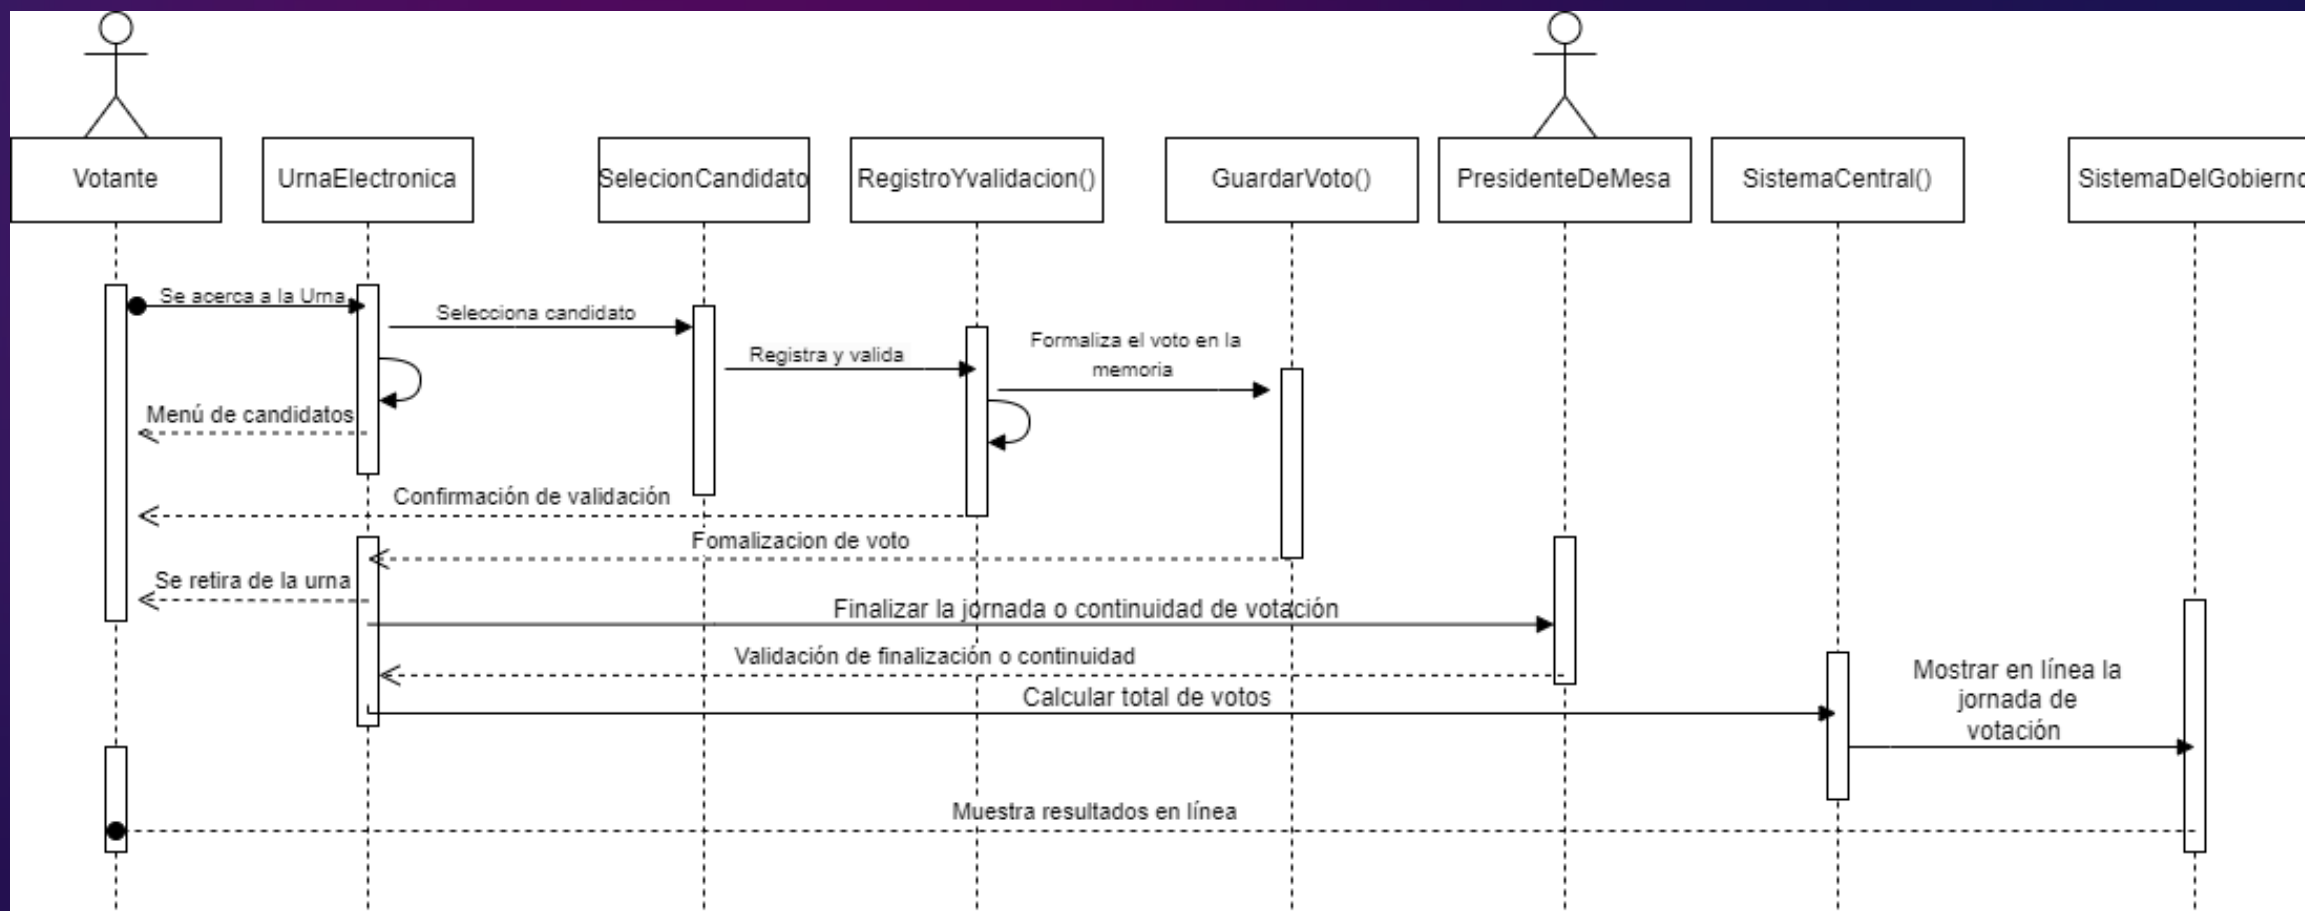 Votante
UrnaElectronica
SelecionCandidato
RegistroYvalidacion()
GuardarVoto()
PresidenteDeMesa
SistemaCentral()
SistemaDelGobierno
Se acerca a la Urna
Selecciona candidato
Registra y valida
Formaliza el voto en la
memoria
Menú de candidatos
Confirmación de validación
Fomalizacion de voto
Se retira de la urna
Finalizar la jornada o continuidad de votación
Validación de finalización o continuidad
Calcular total de votos
Mostrar en línea la
jornada de
votación
Muestra resultados en línea